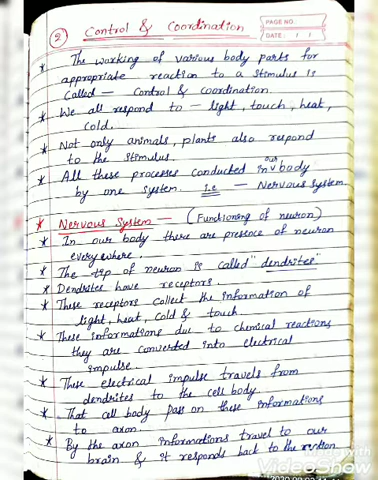 2 Control & Coordination
PAGE NO.
DATE: / /
* The working of various body parts for
appropriate reaction to a stimulus is
called — Control & Coordination.
* We all respond to — light, touch, heat,
cold.
* Not only animals, plants also respond
to the stimulus.
* All these processes conducted in our body
by one system. i.e — Nervous System.
* Nervous System — (Functioning of neuron)
* In our body there are presence of neuron
everywhere.
* The tip of neuron is called "dendrites"
* Dendrites have receptors.
* These receptors collect the information of
light, heat, cold & touch.
* These informations due to chemical reactions
they are converted into electrical
impulse.
* These electrical impulse travels from
dendrites to the cell body
* That cell body pass on these informations
to axon.
* By the axon informations travel to our
brain & it responds back to the
VideoShow